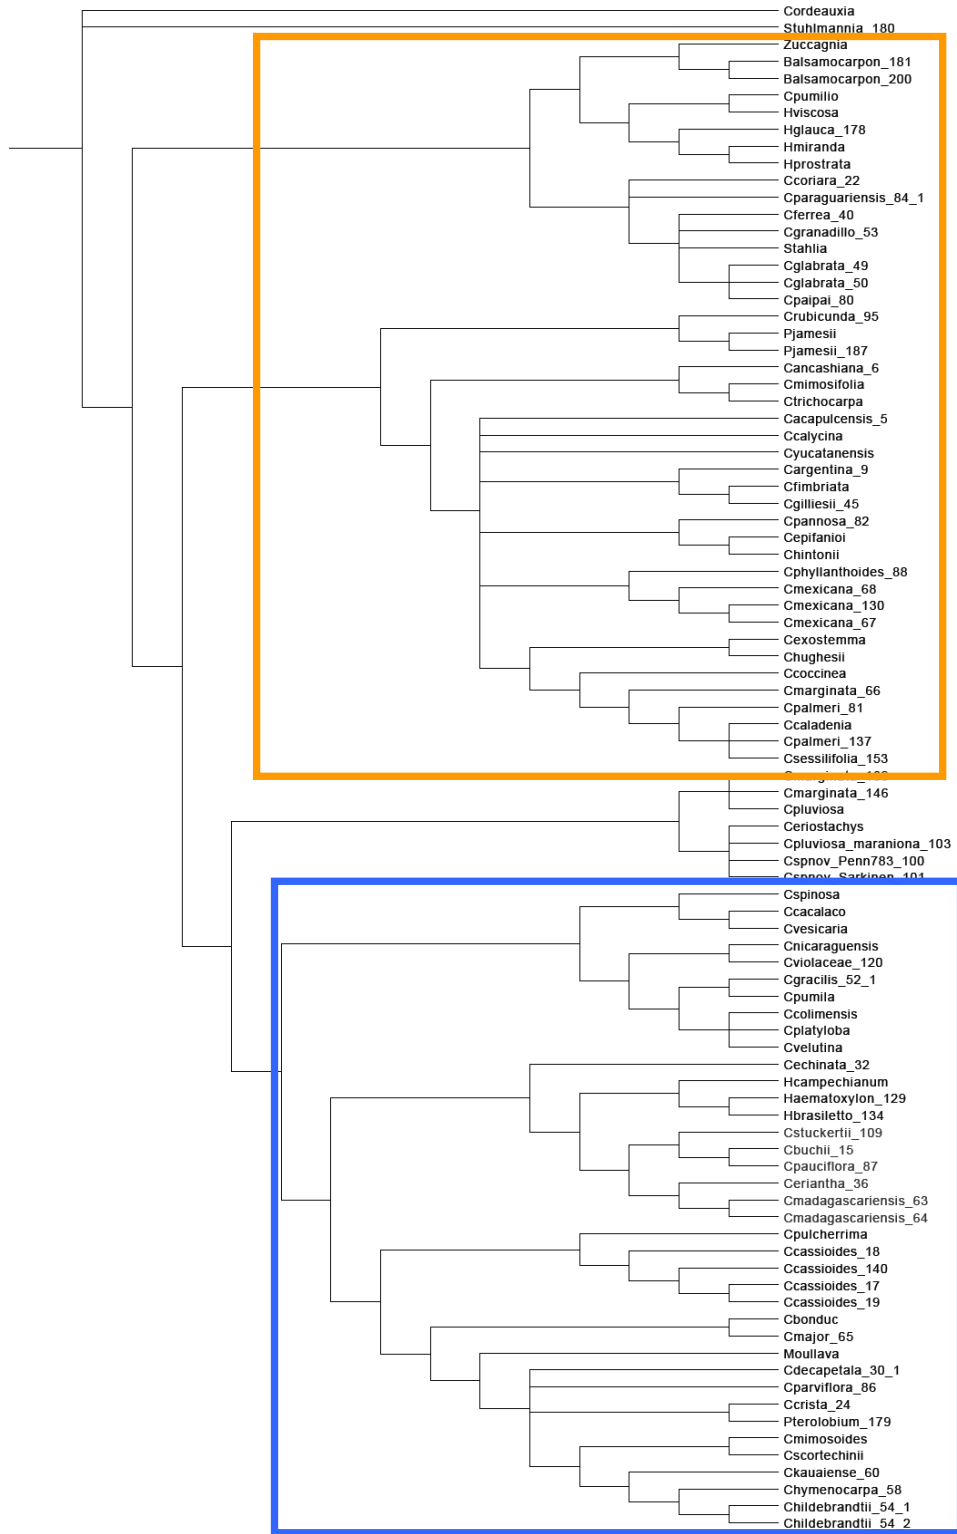 Cordeauxia
Stuhlmannia_180
Zuccagnia
Balsamocarpon_181
Balsamocarpon_200
Cpumilio
Hviscosa
Hglauca_178
Hmiranda
Hprostrata
Ccoriara_22
Cparaguariensis_84_1
Cferrea_40
Cgranadillo_53
Stahlia
Cglabrata_49
Cglabrata_50
Cpaipai_80
Crubicunda_95
Pjamesii
Pjamesii_187
Cancashiana_6
Cmimosifolia
Ctrichocarpa
Cacapulcensis_5
Ccalycina
Cyucatanensis
Cargentina_9
Cfimbriata
Cgilliesii_45
Cpannosa_82
Cepifanioi
Chintonii
Cphyllanthoides_88
Cmexicana_68
Cmexicana_130
Cmexicana_67
Cexostemma
Chughesii
Ccoccinea
Cmarginata_66
Cpalmeri_81
Ccaladenia
Cpalmeri_137
Csessilifolia_153
Cmarginata_146
Cpluviosa
Ceriostachys
Cpluviosa_maraniona_103
Cspnov_Penn783_100
Cspnov_Sarkinen_101
Cspinosa
Ccacalaco
Cvesicaria
Cnicaraguensis
Cviolaceae_120
Cgracilis_52_1
Cpumila
Ccolimensis
Cplatyloba
Cvelutina
Cechinata_32
Hcampechianum
Haematoxylon_129
Hbrasiletto_134
Cstuckertii_109
Cbuchii_15
Cpauciflora_87
Ceriantha_36
Cmadagascariensis_63
Cmadagascariensis_64
Cpulcherrima
Ccassioides_18
Ccassioides_140
Ccassioides_17
Ccassioides_19
Cbonduc
Cmajor_65
Moullava
Cdecapetala_30_1
Cparviflora_86
Ccrista_24
Pterolobium_179
Cmimosoides
Cscortechinii
Ckauaiense_60
Chymenocarpa_58
Childebrandtii_54_1
Childebrandtii_54_2